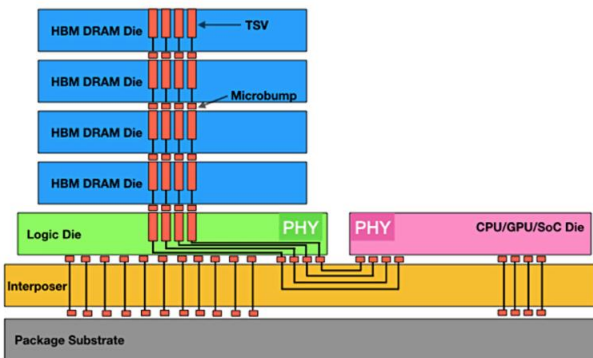 HBM DRAM Die
TSV
HBM DRAM Die
Microbump
HBM DRAM Die
HBM DRAM Die
Logic Die
PHY
PHY
CPU/GPU/SoC Die
Interposer
Package Substrate